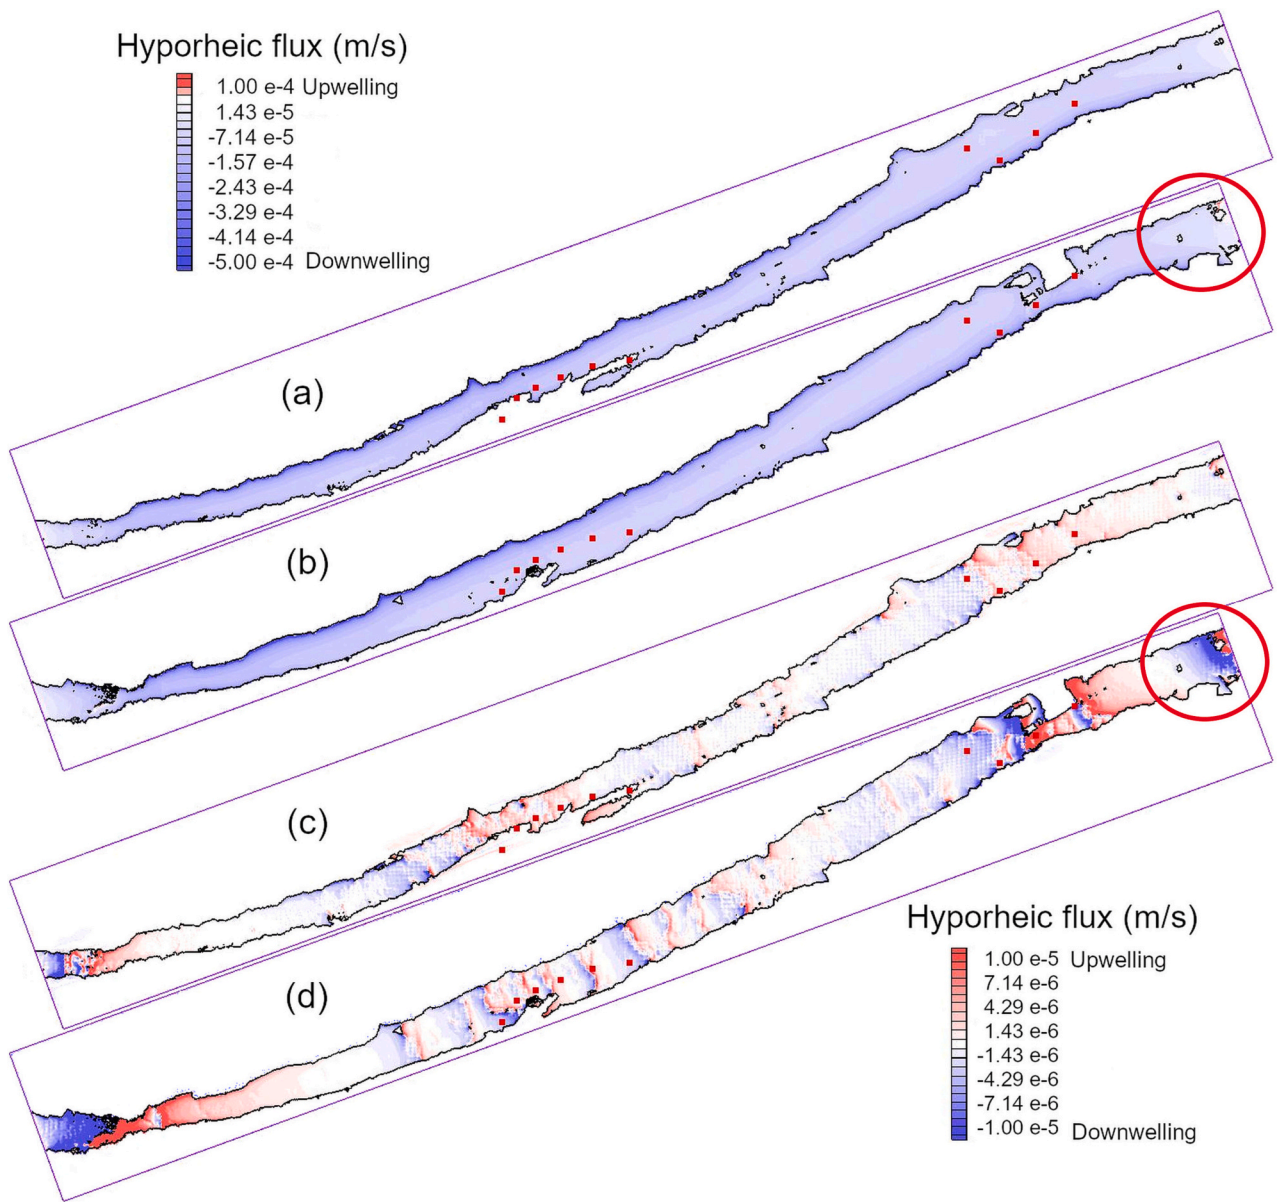 Hyporheic flux (m/s)
1.00 e-4 Upwelling
1.43 e-5
-7.14 e-5
-1.57 e-4
-2.43 e-4
-3.29 e-4
-4.14 e-4
-5.00 e-4 Downwelling
(a)
(b)
(c)
(d)
Hyporheic flux (m/s)
1.00 e-5 Upwelling
7.14 e-6
4.29 e-6
1.43 e-6
-1.43 e-6
-4.29 e-6
-7.14 e-6
-1.00 e-5 Downwelling